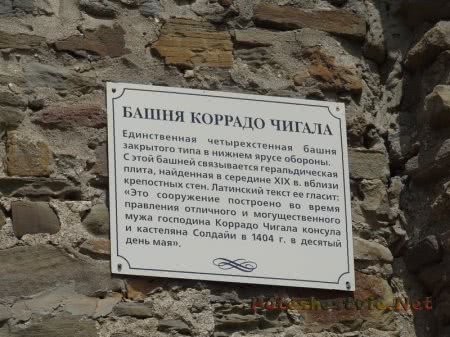 БАШНЯ КОРРАДО ЧИГАЛА
Единственная четырехстенная башня
закрытого типа в нижнем ярусе обороны.
С этой башней связывается геральдическая
плита, найденная в середине XIX в. вблизи
крепостных стен. Латинский текст ее гласит:
«Это сооружение построено во время
правления отличного и могущественного
мужа господина Коррадо Чигала консула
и кастеляна Солдайи в 1404 г. в десятый
день мая».